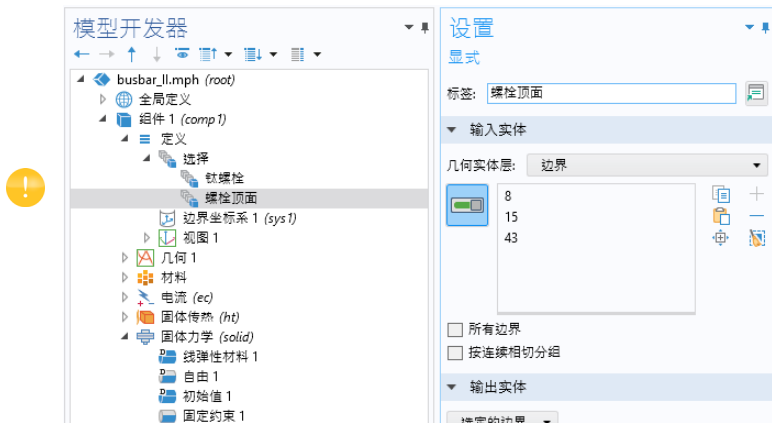 模型开发器
busbar_ll.mph (root)
全局定义
组件 1 (comp1)
定义
选择
钛螺栓
螺栓顶面
边界坐标系 1 (sys1)
视图 1
几何 1
材料
电流 (ec)
固体传热 (ht)
固体力学 (solid)
线弹性材料 1
自由 1
初始值 1
固定约束 1
设置
显式
标签: 螺栓顶面
输入实体
几何实体层: 边界
8
15
43
所有边界
按连续相切分组
输出实体
选定的边界